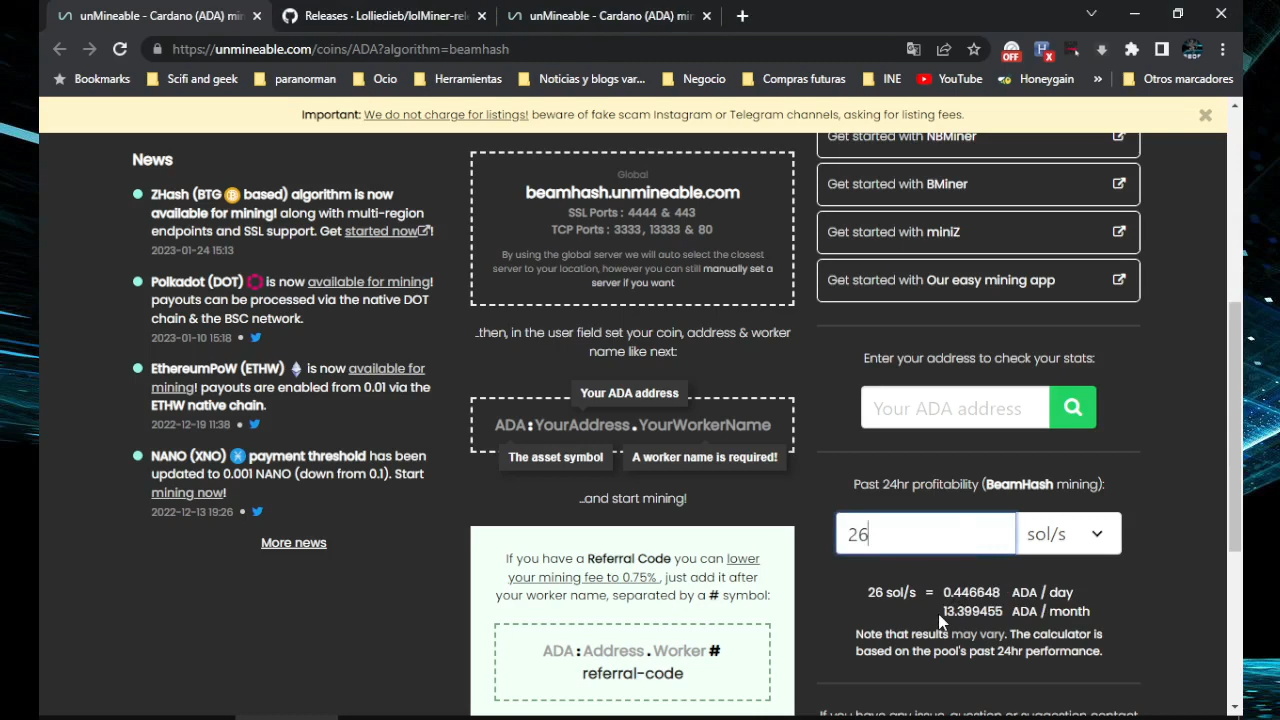 unMineable - Cardano (ADA) min
Releases · Lolliedieb/lolMiner-rel
unMineable - Cardano (ADA) min
https://unmineable.com/coins/ADA?algorithm=beamhash
OFF
Bookmarks
Scifi and geek
paranorman
Ocio
Herramientas
Noticias y blogs var...
Negocio
Compras futuras
INE
YouTube
Honeygain
»
Otros marcadores
Important: We do not charge for listings! beware of fake scam Instagram or Telegram channels, asking for listing fees.
News
ZHash (BTG based) algorithm is now
available for mining! along with multi-region
endpoints and SSL support. Get started now!
2023-01-24 15:13
Polkadot (DOT) is now available for mining!
payouts can be processed via the native DOT
chain & the BSC network.
2023-01-10 15:18
EthereumPoW (ETHW) is now available for
mining! payouts are enabled from 0.01 via the
ETHW native chain.
2022-12-19 11:38
NANO (XNO) payment threshold has been
updated to 0.001 NANO (down from 0.1). Start
mining now!
2022-12-13 19:26
More news
Global
beamhash.unmineable.com
SSL Ports : 4444 & 443
TCP Ports : 3333, 13333 & 80
By using the global server we will auto select the closest
server to your location, however you can still manually set a
server if you want
..then, in the user field set your coin, address & worker
name like next:
Your ADA address
ADA:YourAddress.YourWorkerName
The asset symbol
A worker name is required!
..and start mining!
If you have a Referral Code you can lower
your mining fee to 0.75% , just add it after
your worker name, separated by a # symbol:
ADA:Address.Worker#
referral-code
Get started with NBMiner
Get started with BMiner
Get started with miniZ
Get started with Our easy mining app
Enter your address to check your stats:
Your ADA address
Past 24hr profitability (BeamHash mining):
26
sol/s
26 sol/s = 0.446648 ADA / day
13.399455 ADA / month
Note that results may vary. The calculator is
based on the pool's past 24hr performance.
If you have any issue, question or suggestion contact